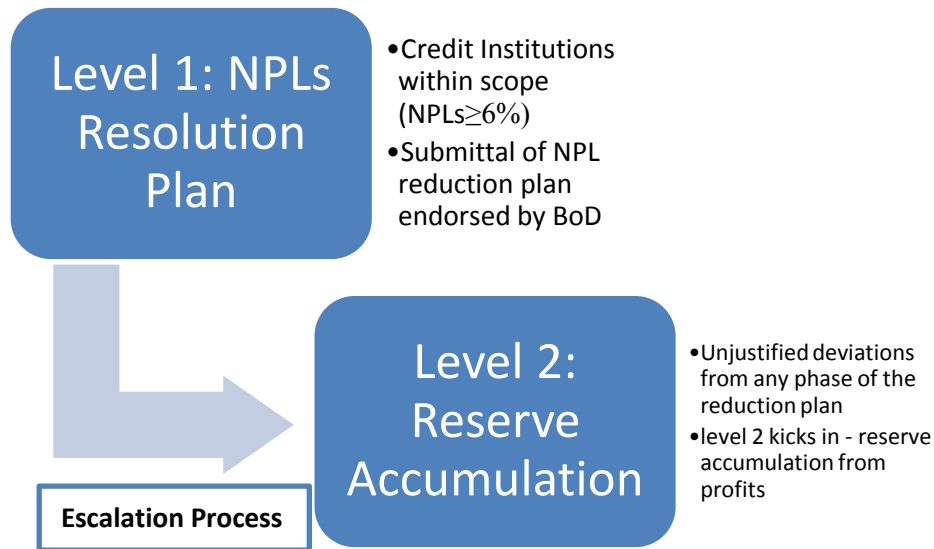 Level 1: NPLs
Resolution
Plan
•Credit Institutions
within scope
(NPLs≥6%)
•Submittal of NPL
reduction plan
endorsed by BoD
Level 2:
Reserve
Accumulation
•Unjustified deviations
from any phase of the
reduction plan
•level 2 kicks in - reserve
accumulation from
profits
Escalation Process